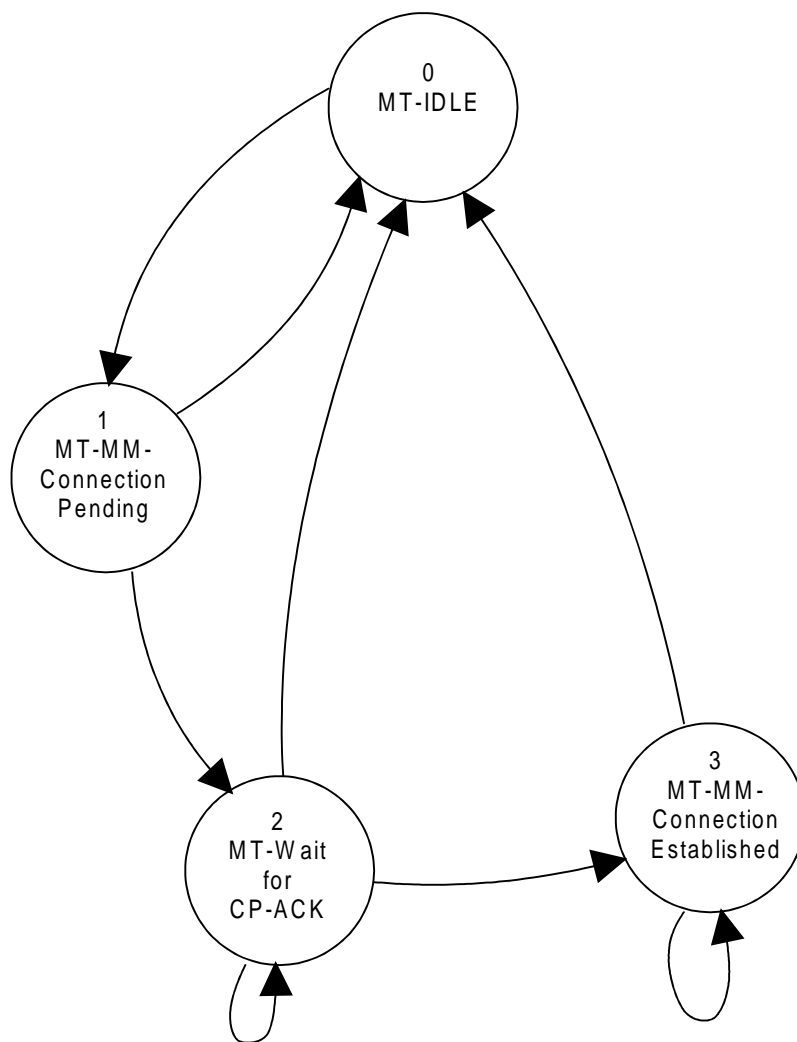 0
MT-IDLE
1
MT-MM-
Connection
Pending
2
MT-Wait
for
CP-ACK
3
MT-MM-
Connection
Established